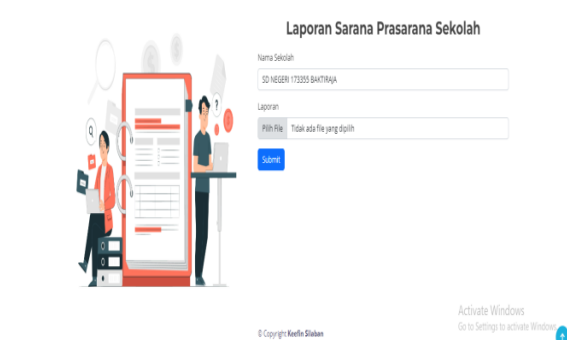 Laporan Sarana Prasarana Sekolah
Nama Sekolah
SD NEGERI 173355 BAKTIRAJA
Laporan
Pilih File Tidak ada file yang dipilih
Submit
Activate Windows
Go to Settings to activate Windows.
© Copyright Keefin Silaban